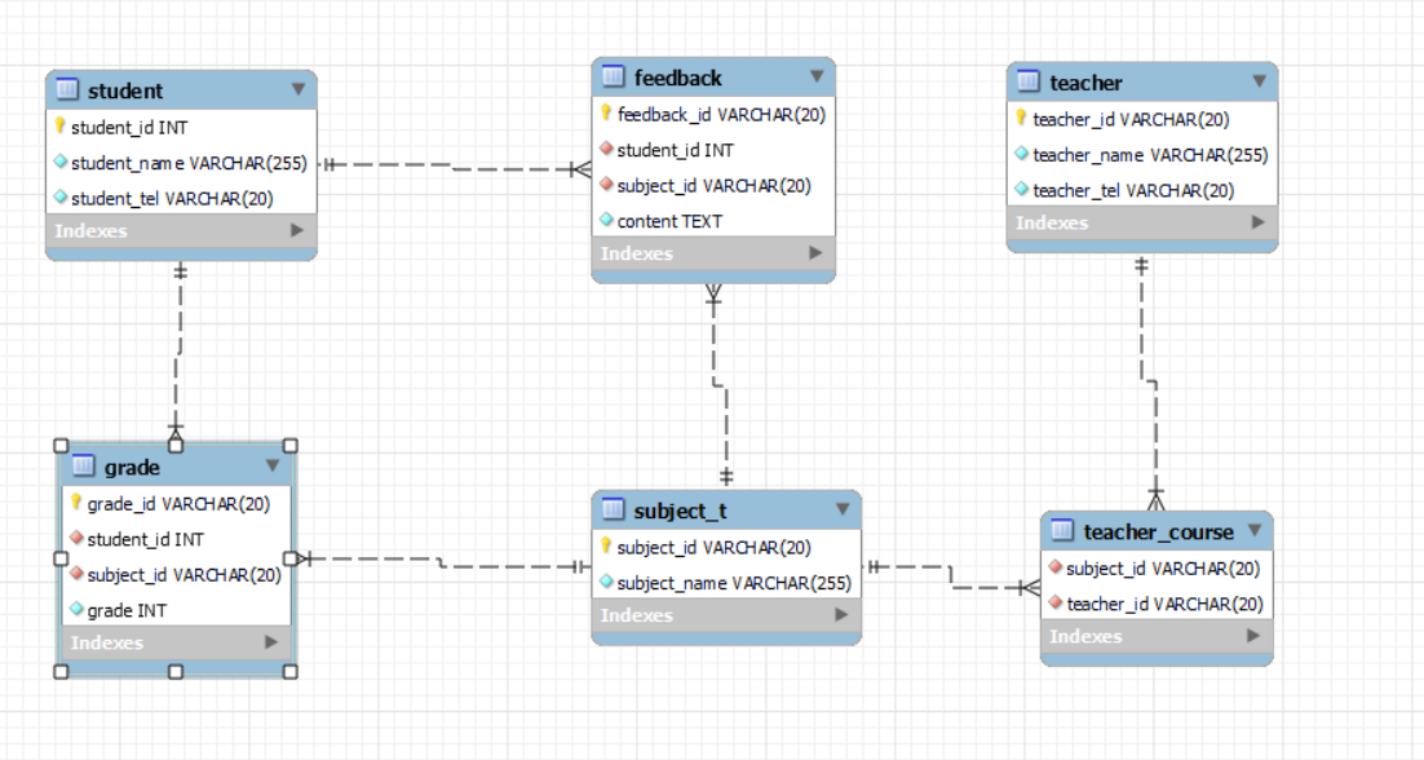 student
student_id INT
student_name VARCHAR(255)
student_tel VARCHAR(20)
Indexes
feedback
feedback_id VARCHAR(20)
student_id INT
subject_id VARCHAR(20)
content TEXT
Indexes
teacher
teacher_id VARCHAR(20)
teacher_name VARCHAR(255)
teacher_tel VARCHAR(20)
Indexes
grade
grade_id VARCHAR(20)
student_id INT
subject_id VARCHAR(20)
grade INT
Indexes
subject_t
subject_id VARCHAR(20)
subject_name VARCHAR(255)
Indexes
teacher_course
subject_id VARCHAR(20)
teacher_id VARCHAR(20)
Indexes